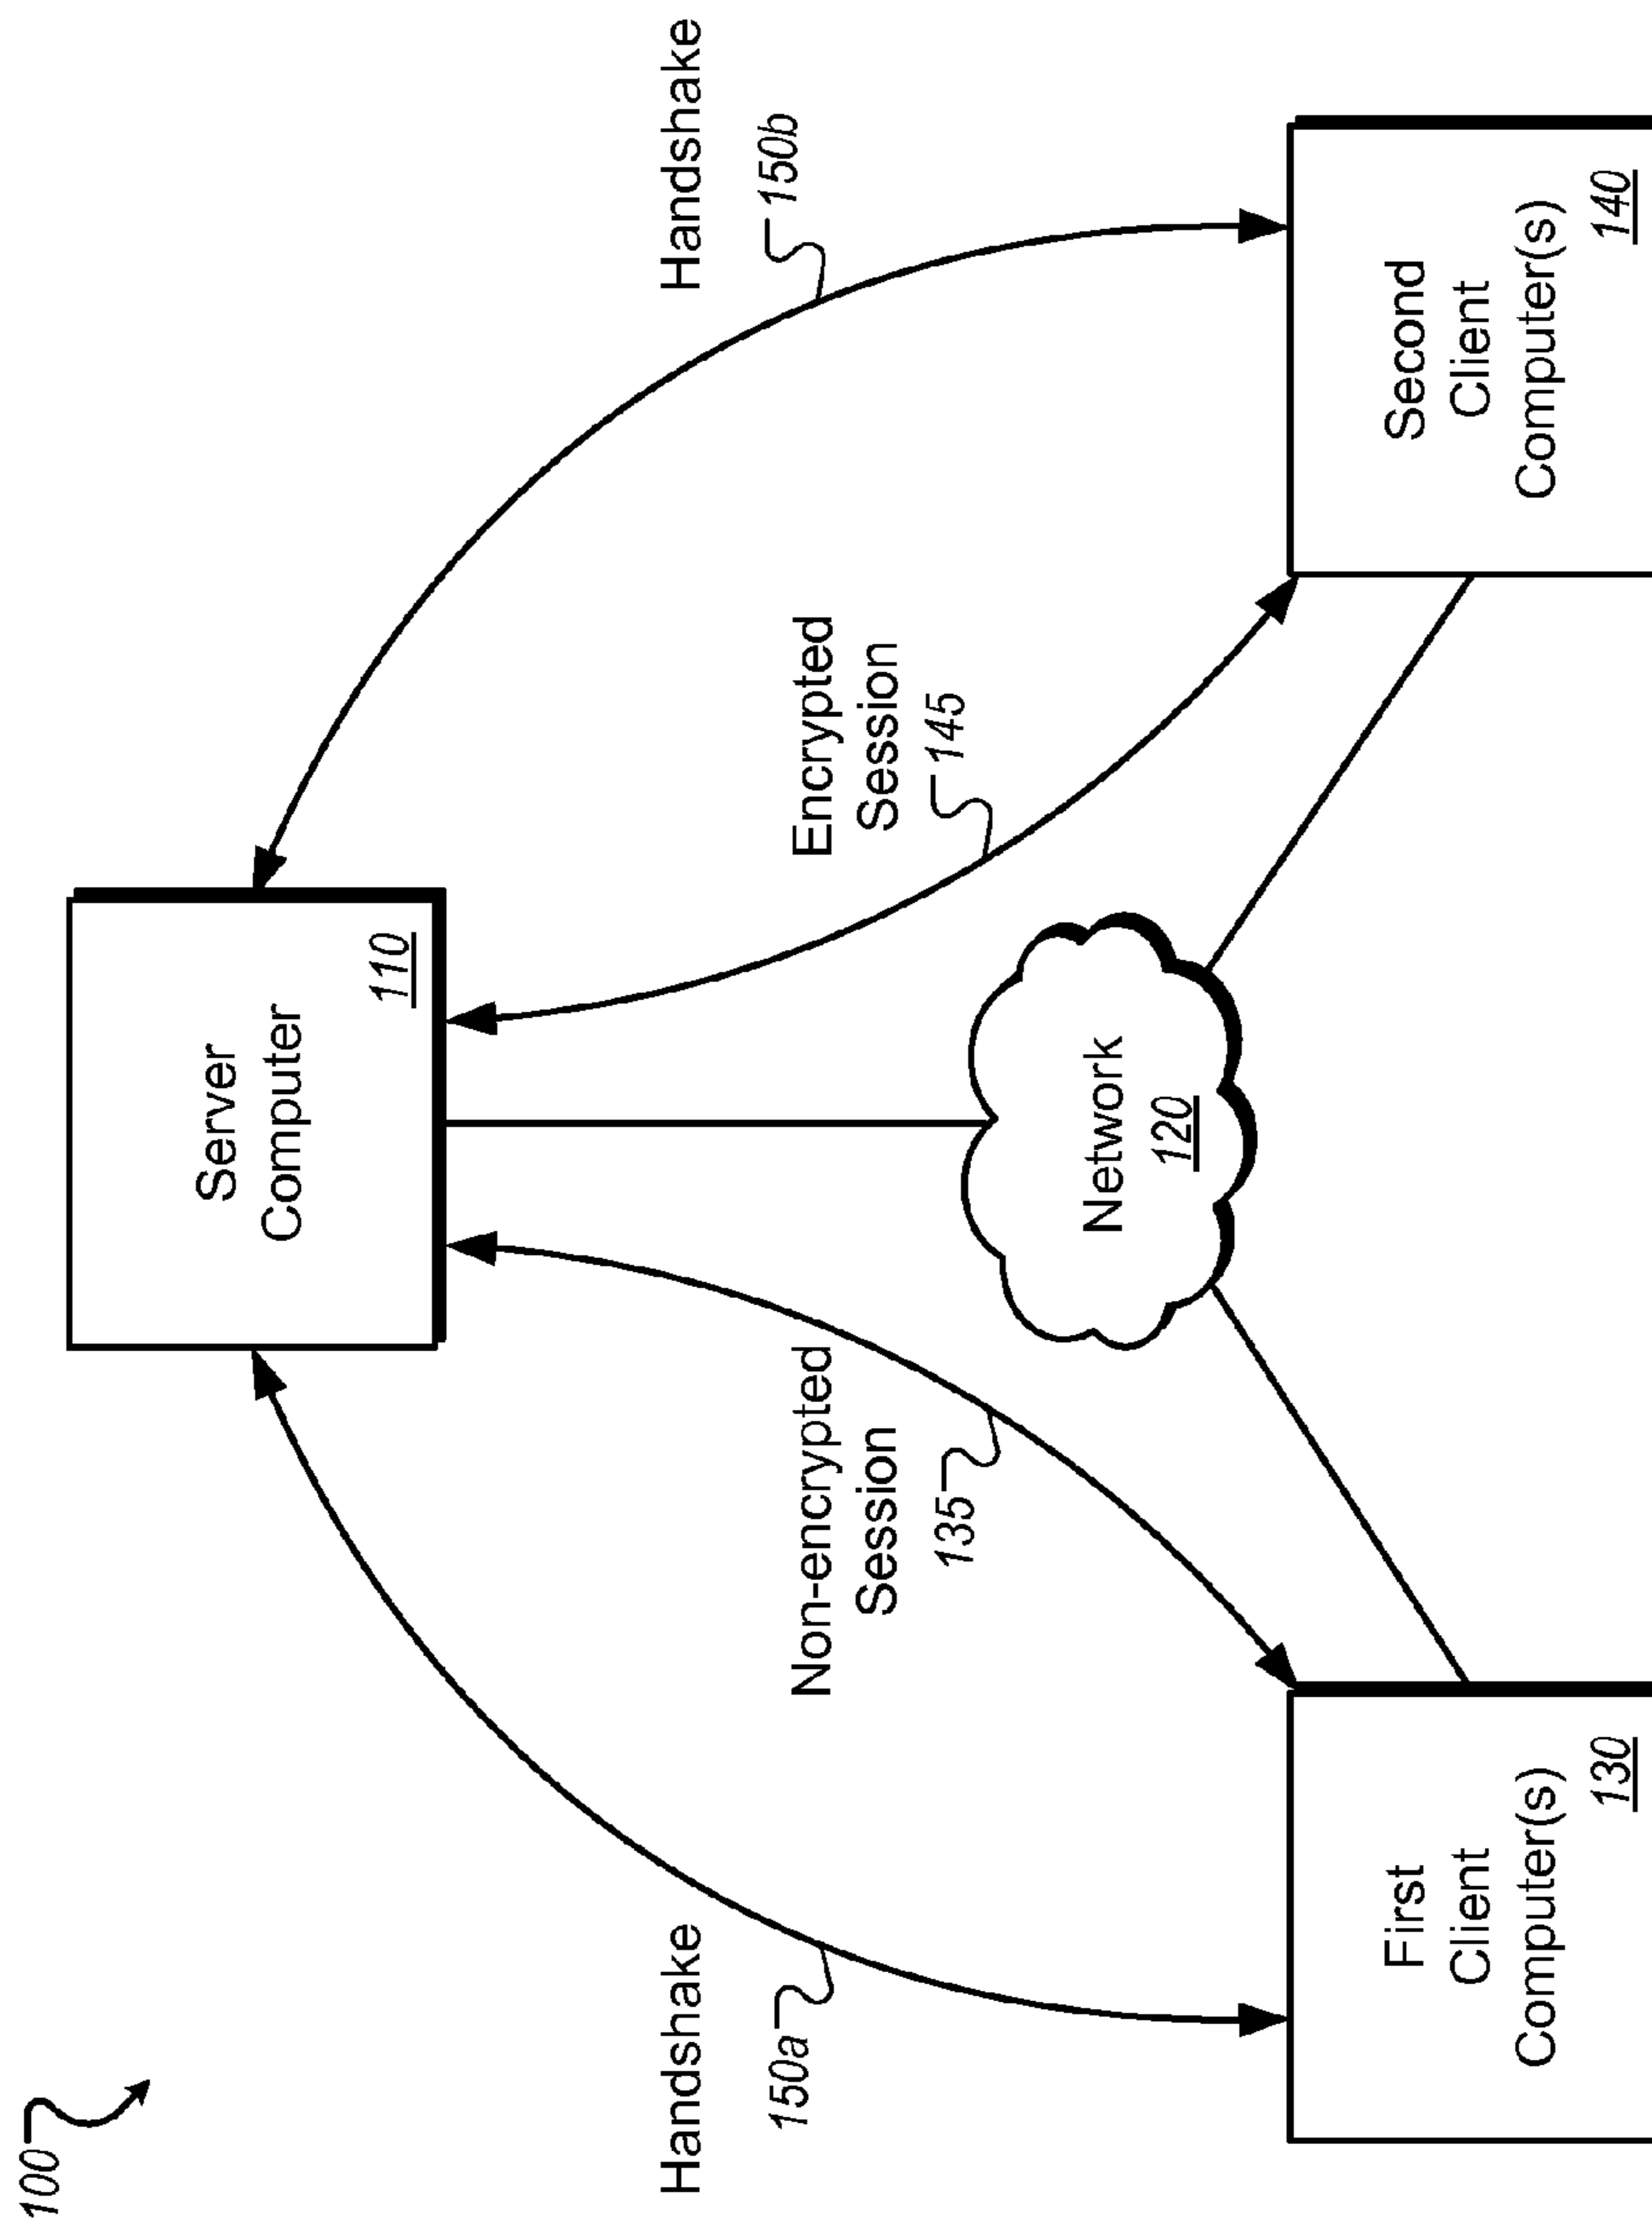 100
Server
Computer
110
Handshake
150a
Handshake
150b
Non-encrypted
Session
135
Encrypted
Session
145
Network
120
First
Client
Computer(s)
130
Second
Client
Computer(s)
140